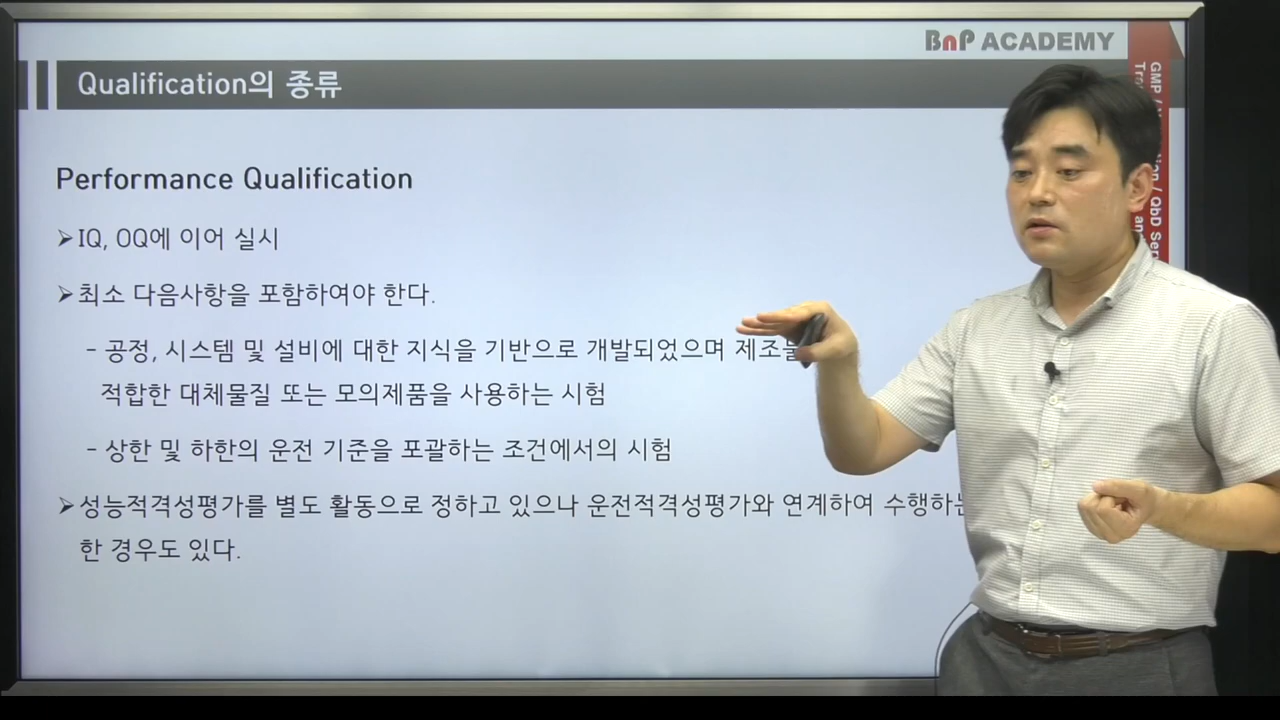 BnP ACADEMY
Qualification의 종류
GMP /
QbD
Performance Qualification
➢IQ, OQ에 이어 실시
➢최소 다음사항을 포함하여야 한다.
- 공정, 시스템 및 설비에 대한 지식을 기반으로 개발되었으며
적합한 대체물질 또는 모의제품을 사용하는 시험
- 상한 및 하한의 운전 기준을 포괄하는 조건에서의 시험
➢성능적격성평가를 별도 활동으로 정하고 있으나 운전적격성평가와 연계하여 수행하는
한 경우도 있다.